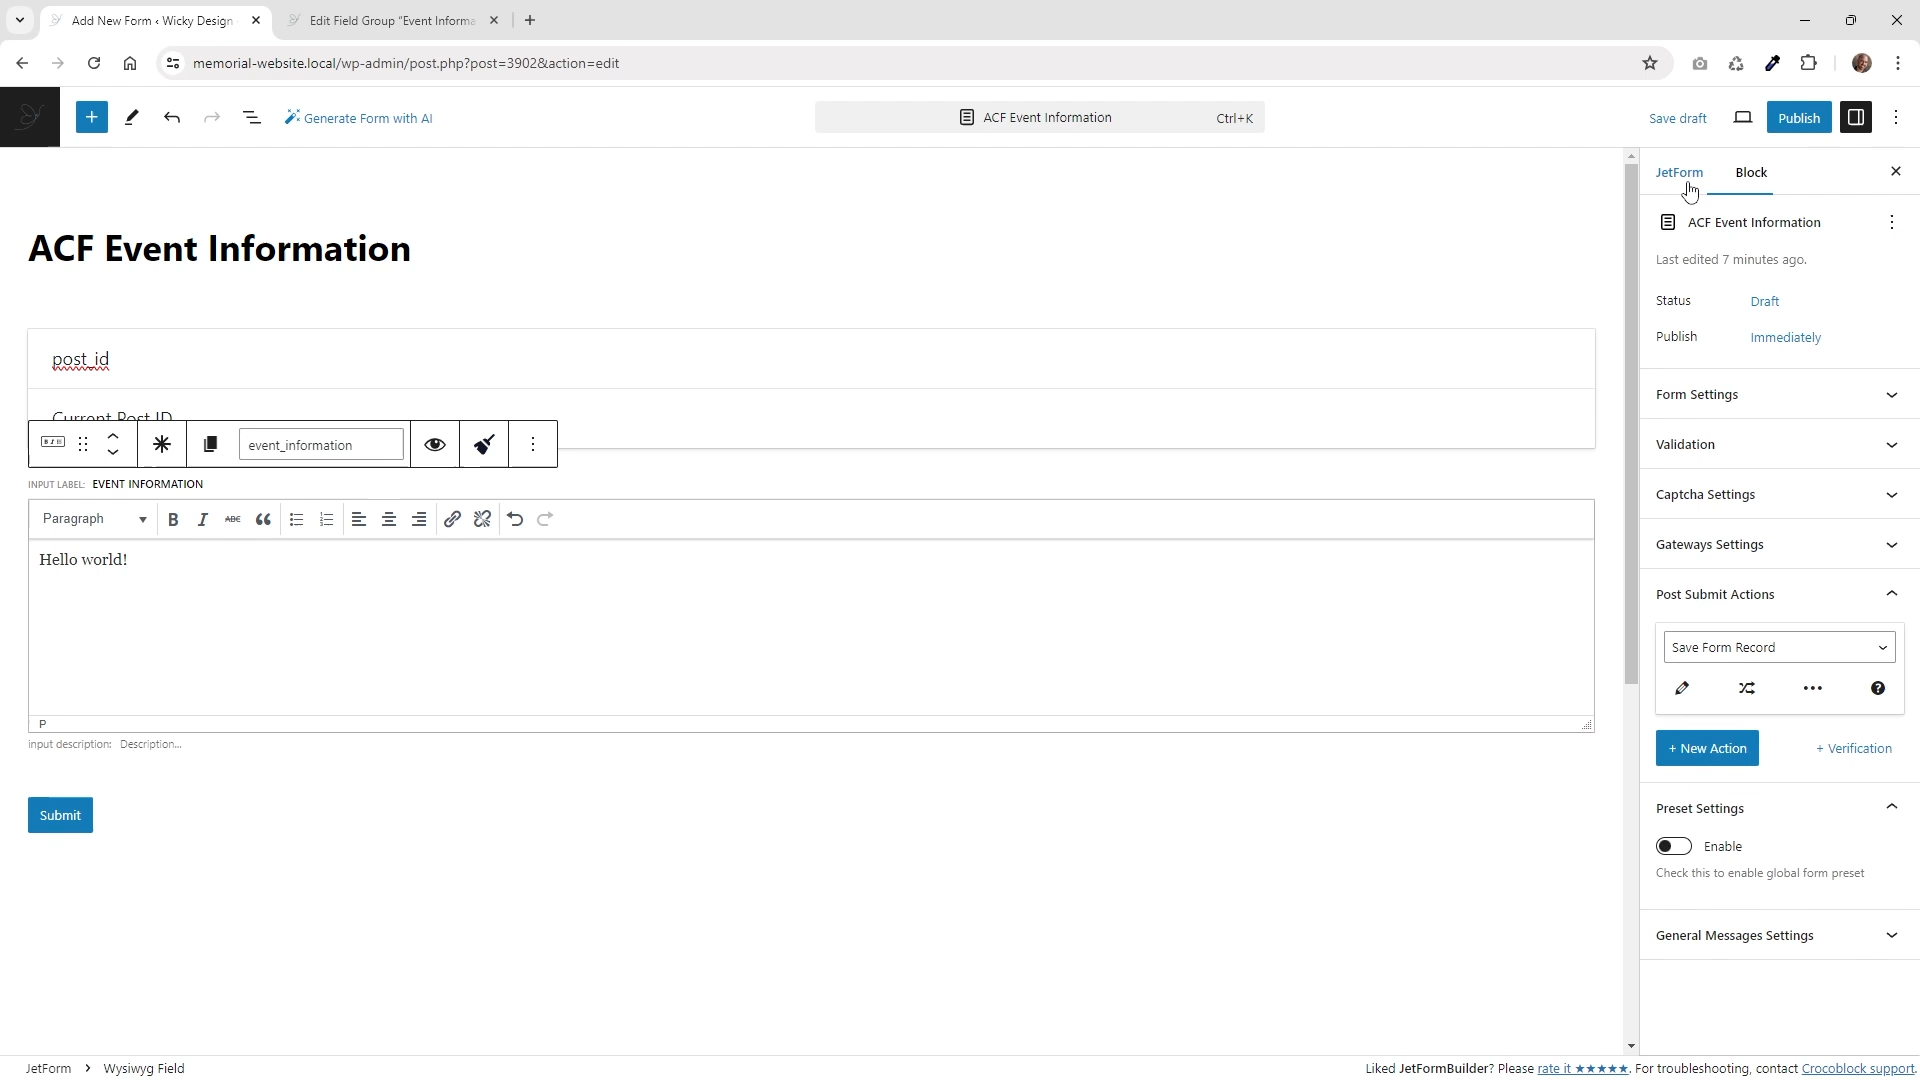 Add New Form ‹ Wicky Design
Edit Field Group “Event Informa
memorial-website.local/wp-admin/post.php?post=3902&action=edit
Generate Form with AI
ACF Event Information
Ctrl+K
Save draft
Publish
JetForm
Block
ACF Event Information
Last edited 7 minutes ago.
Status
Draft
Publish
Immediately
Form Settings
Validation
Captcha Settings
Gateways Settings
Post Submit Actions
Save Form Record
+ New Action
+ Verification
Preset Settings
Enable
Check this to enable global form preset
General Messages Settings
ACF Event Information
post_id
Current Post ID
event_information
INPUT LABEL: EVENT INFORMATION
Paragraph
B I ABC
Hello world!
P
input description: Description...
Submit
JetForm > Wysiwyg Field
Liked JetFormBuilder? Please rate it ★★★★★. For troubleshooting, contact Crocoblock support.